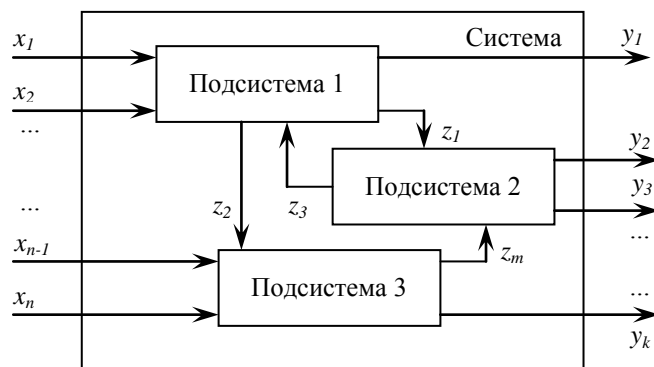 x1
Система
y1
Подсистема 1
x2
...
z1
y2
Подсистема 2
y3
...
z2
z3
...
xn-1
zm
Подсистема 3
...
xn
yk